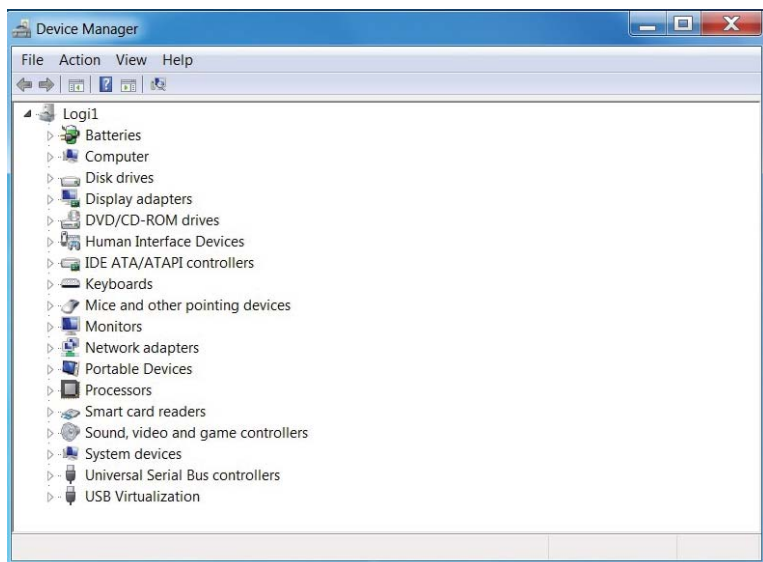 Device Manager
File Action View Help
Logi1
Batteries
Computer
Disk drives
Display adapters
DVD/CD-ROM drives
Human Interface Devices
IDE ATA/ATAPI controllers
Keyboards
Mice and other pointing devices
Monitors
Network adapters
Portable Devices
Processors
Smart card readers
Sound, video and game controllers
System devices
Universal Serial Bus controllers
USB Virtualization